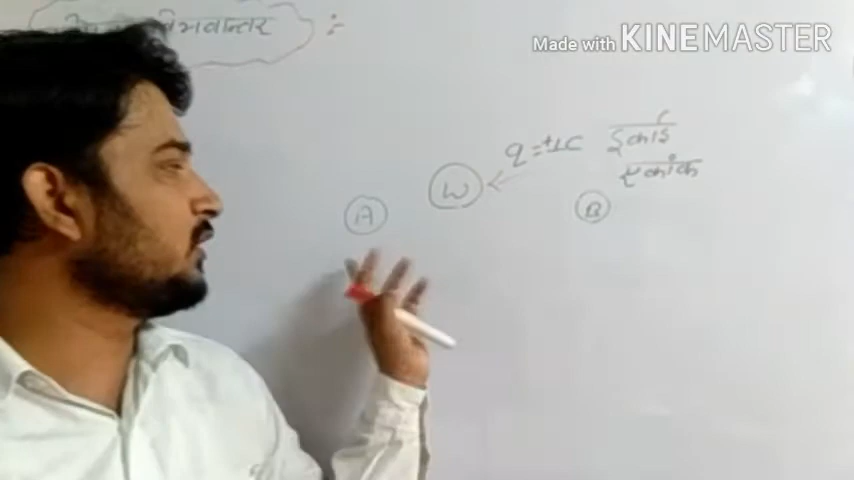 विभवान्तर :-
Made with KINEMASTER
q = +1C इकाई
एकांक
W
A
B